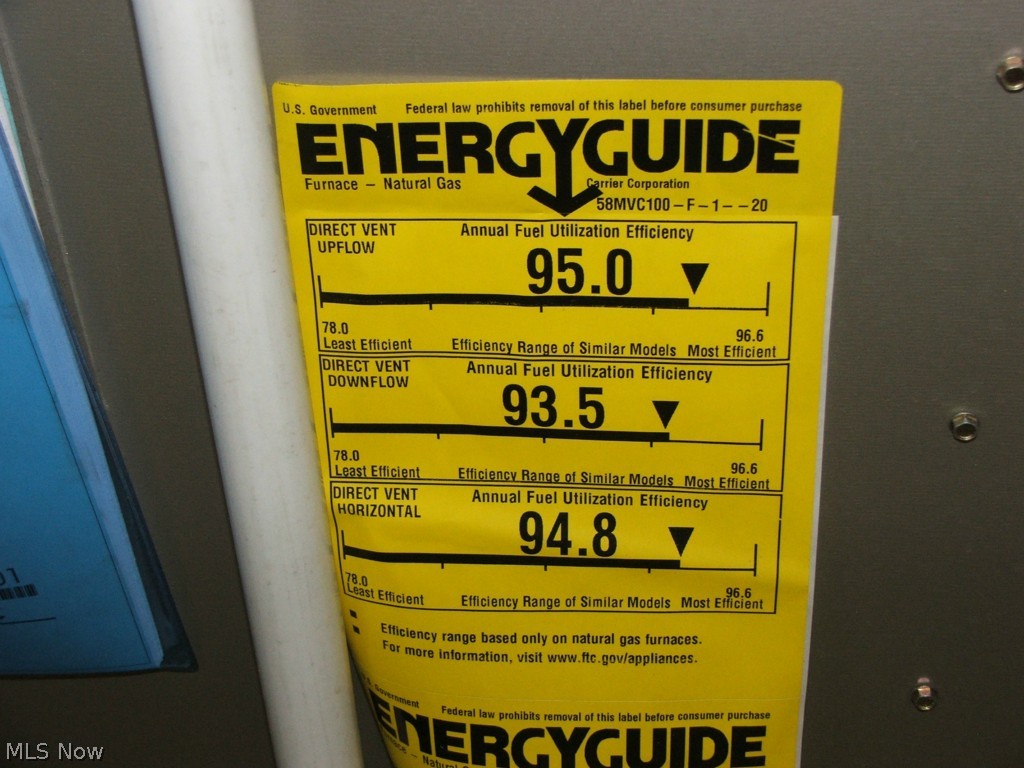 U.S. Government Federal law prohibits removal of this label before consumer purchase
ENERGYGUIDE
Furnace – Natural Gas
Carrier Corporation
58MVC100-F-1--20
DIRECT VENT
UPFLOW
Annual Fuel Utilization Efficiency
95.0
78.0
Least Efficient
Efficiency Range of Similar Models
96.6
Most Efficient
DIRECT VENT
DOWNFLOW
Annual Fuel Utilization Efficiency
93.5
78.0
Least Efficient
Efficiency Range of Similar Models
96.6
Most Efficient
DIRECT VENT
HORIZONTAL
Annual Fuel Utilization Efficiency
94.8
78.0
Least Efficient
Efficiency Range of Similar Models
96.6
Most Efficient
Efficiency range based only on natural gas furnaces.
For more information, visit www.ftc.gov/appliances.
Government Federal law prohibits removal of this label before consumer purchase
ENERGYGUIDE
MLS Now